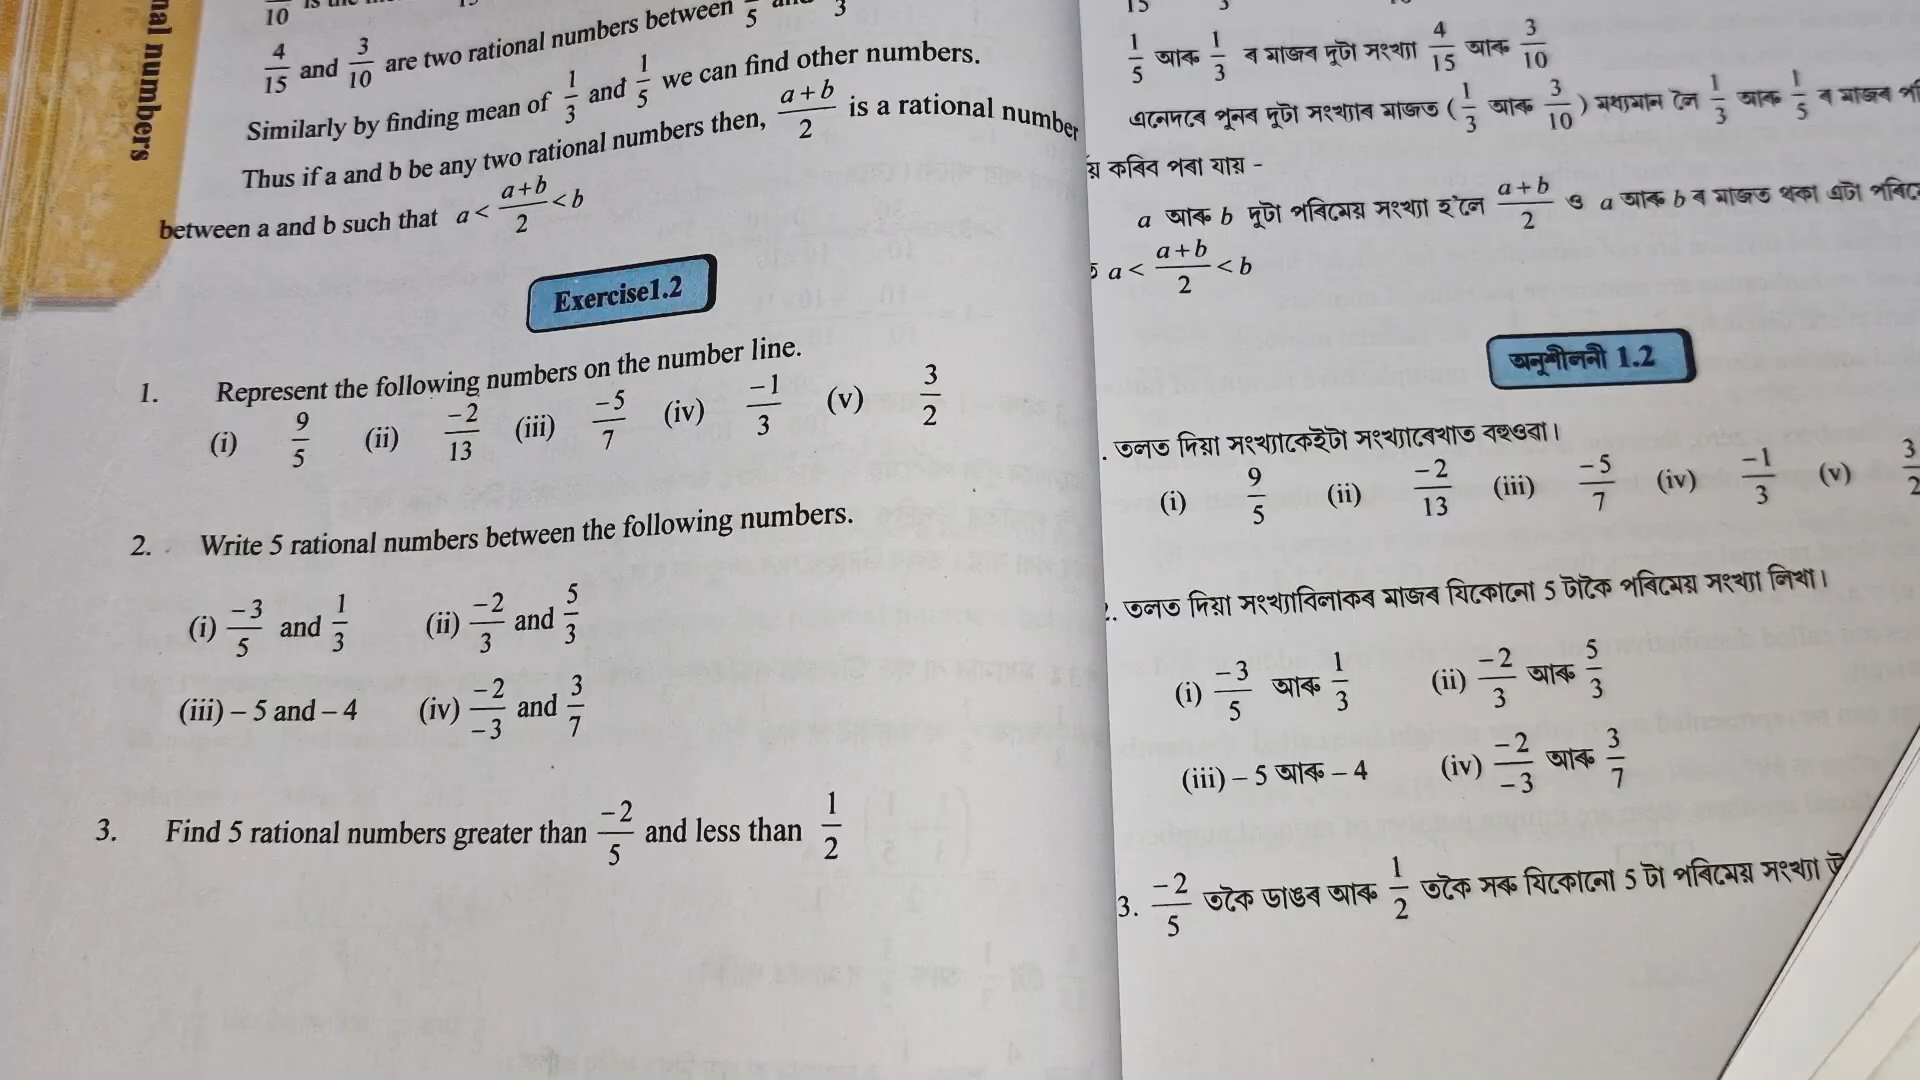 nal numbers
10
4/15 and 3/10 are two rational numbers between 5 3
Similarly by finding mean of 1/3 and 1/5 we can find other numbers.
Thus if a and b be any two rational numbers then, a+b/2 is a rational number
between a and b such that a < a+b/2 < b
Exercise1.2
1. Represent the following numbers on the number line.
(i) 9/5 (ii) -2/13 (iii) -5/7 (iv) -1/3 (v) 3/2
2. Write 5 rational numbers between the following numbers.
(i) -3/5 and 1/3 (ii) -2/3 and 5/3
(iii) – 5 and – 4 (iv) -2/-3 and 3/7
3. Find 5 rational numbers greater than -2/5 and less than 1/2
15
1/5 আৰু 1/3 ৰ মাজৰ দুটা সংখ্যা 4/15 আৰু 3/10
এনেদৰে পুনৰ দুটা সংখ্যাৰ মাজত (1/3 আৰু 3/10) মধ্যমান লৈ 1/3 আৰু 1/5 ৰ মাজৰ
য় কৰিব পৰা যায় -
a আৰু b দুটা পৰিমেয় সংখ্যা হ'লে a+b/2 ও a আৰু b ৰ মাজত থকা এটা
a < a+b/2 < b
অনুশীলনী 1.2
. তলত দিয়া সংখ্যাকেইটা সংখ্যাৰেখাত বহুওৱা।
(i) 9/5 (ii) -2/13 (iii) -5/7 (iv) -1/3 (v) 3/2
2. তলত দিয়া সংখ্যাবিলাকৰ মাজৰ যিকোনো 5 টাকৈ পৰিমেয় সংখ্যা লিখা।
(i) -3/5 আৰু 1/3 (ii) -2/3 আৰু 5/3
(iii) – 5 আৰু – 4 (iv) -2/-3 আৰু 3/7
3. -2/5 তকৈ ডাঙৰ আৰু 1/2 তকৈ সৰু যিকোনো 5 টা পৰিমেয় সংখ্যা